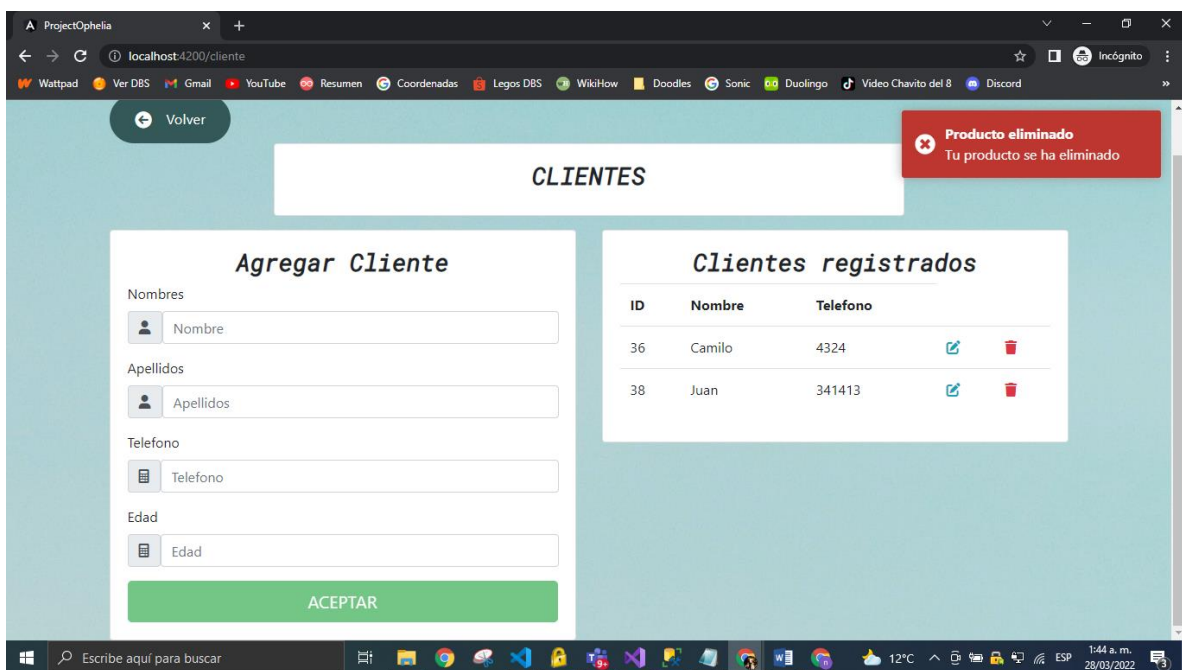 ProjectOphelia
localhost:4200/cliente
Incógnito
Wattpad Ver DBS Gmail YouTube Resumen Coordenadas Legos DBS WikiHow Doodles Sonic Duolingo Video Chavito del 8 Discord »
Volver
Producto eliminado
Tu producto se ha eliminado
CLIENTES
Agregar Cliente
Nombres
Nombre
Apellidos
Apellidos
Telefono
Telefono
Edad
Edad
ACEPTAR
Clientes registrados
ID Nombre Telefono
36 Camilo 4324
38 Juan 341413
Escribe aquí para buscar
12°C
ESP
1:44 a. m.
28/03/2022